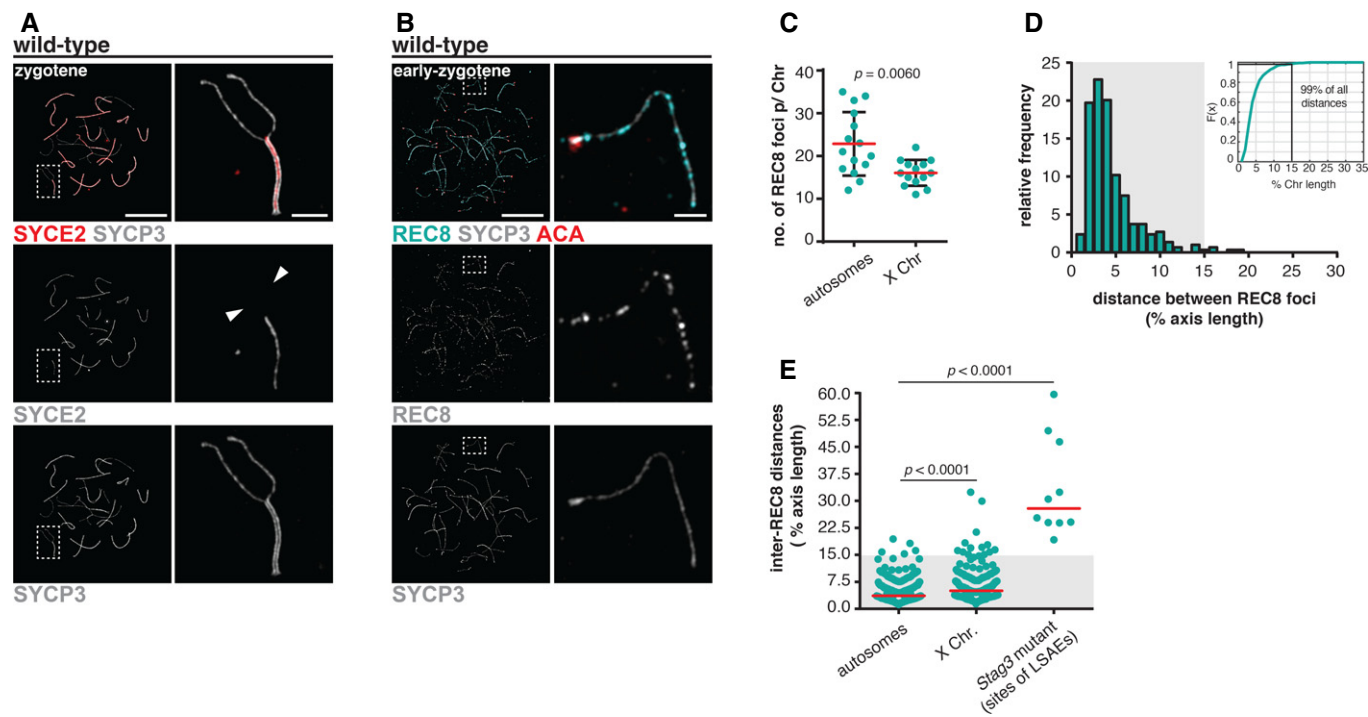 A
wild-type
zygotene
SYCE2 SYCP3
SYCE2
SYCP3
B
wild-type
early-zygotene
REC8 SYCP3 ACA
REC8
SYCP3
C
no. of REC8 foci p/ Chr
p = 0.0060
40
30
20
10
0
autosomes
X Chr
D
relative frequency
25
20
15
10
5
0
0 5 10 15 20 25 30
distance between REC8 foci
(% axis length)
F(x)
1
0.8
0.6
0.4
0.2
0
99% of all
distances
0 5 10 15 20 25 30 35
% Chr length
E
inter-REC8 distances
( % axis length)
p < 0.0001
p < 0.0001
60.0
52.5
45.0
37.5
30.0
22.5
15.0
7.5
0.0
autosomes
X Chr.
Stag3 mutant
(sites of LSAEs)